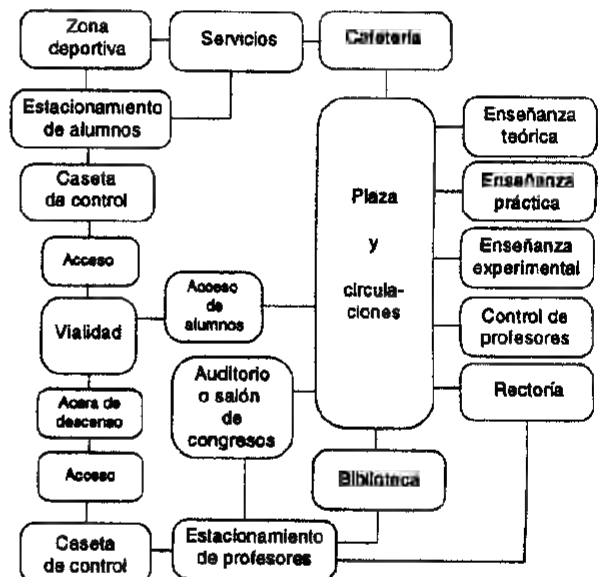 Zona
deportiva
Servicios
Cafetería
Estacionamiento
de alumnos
Caseta
de control
Acceso
Vialidad
Acceso
de
alumnos
Acera de
descenso
Acceso
Caseta
de control
Auditorio
o salón
de
congresos
Estacionamiento
de profesores
Plaza
y
circula-
ciones
Biblioteca
Enseñanza
teórica
Enseñanza
práctica
Enseñanza
experimental
Control de
profesores
Rectoría